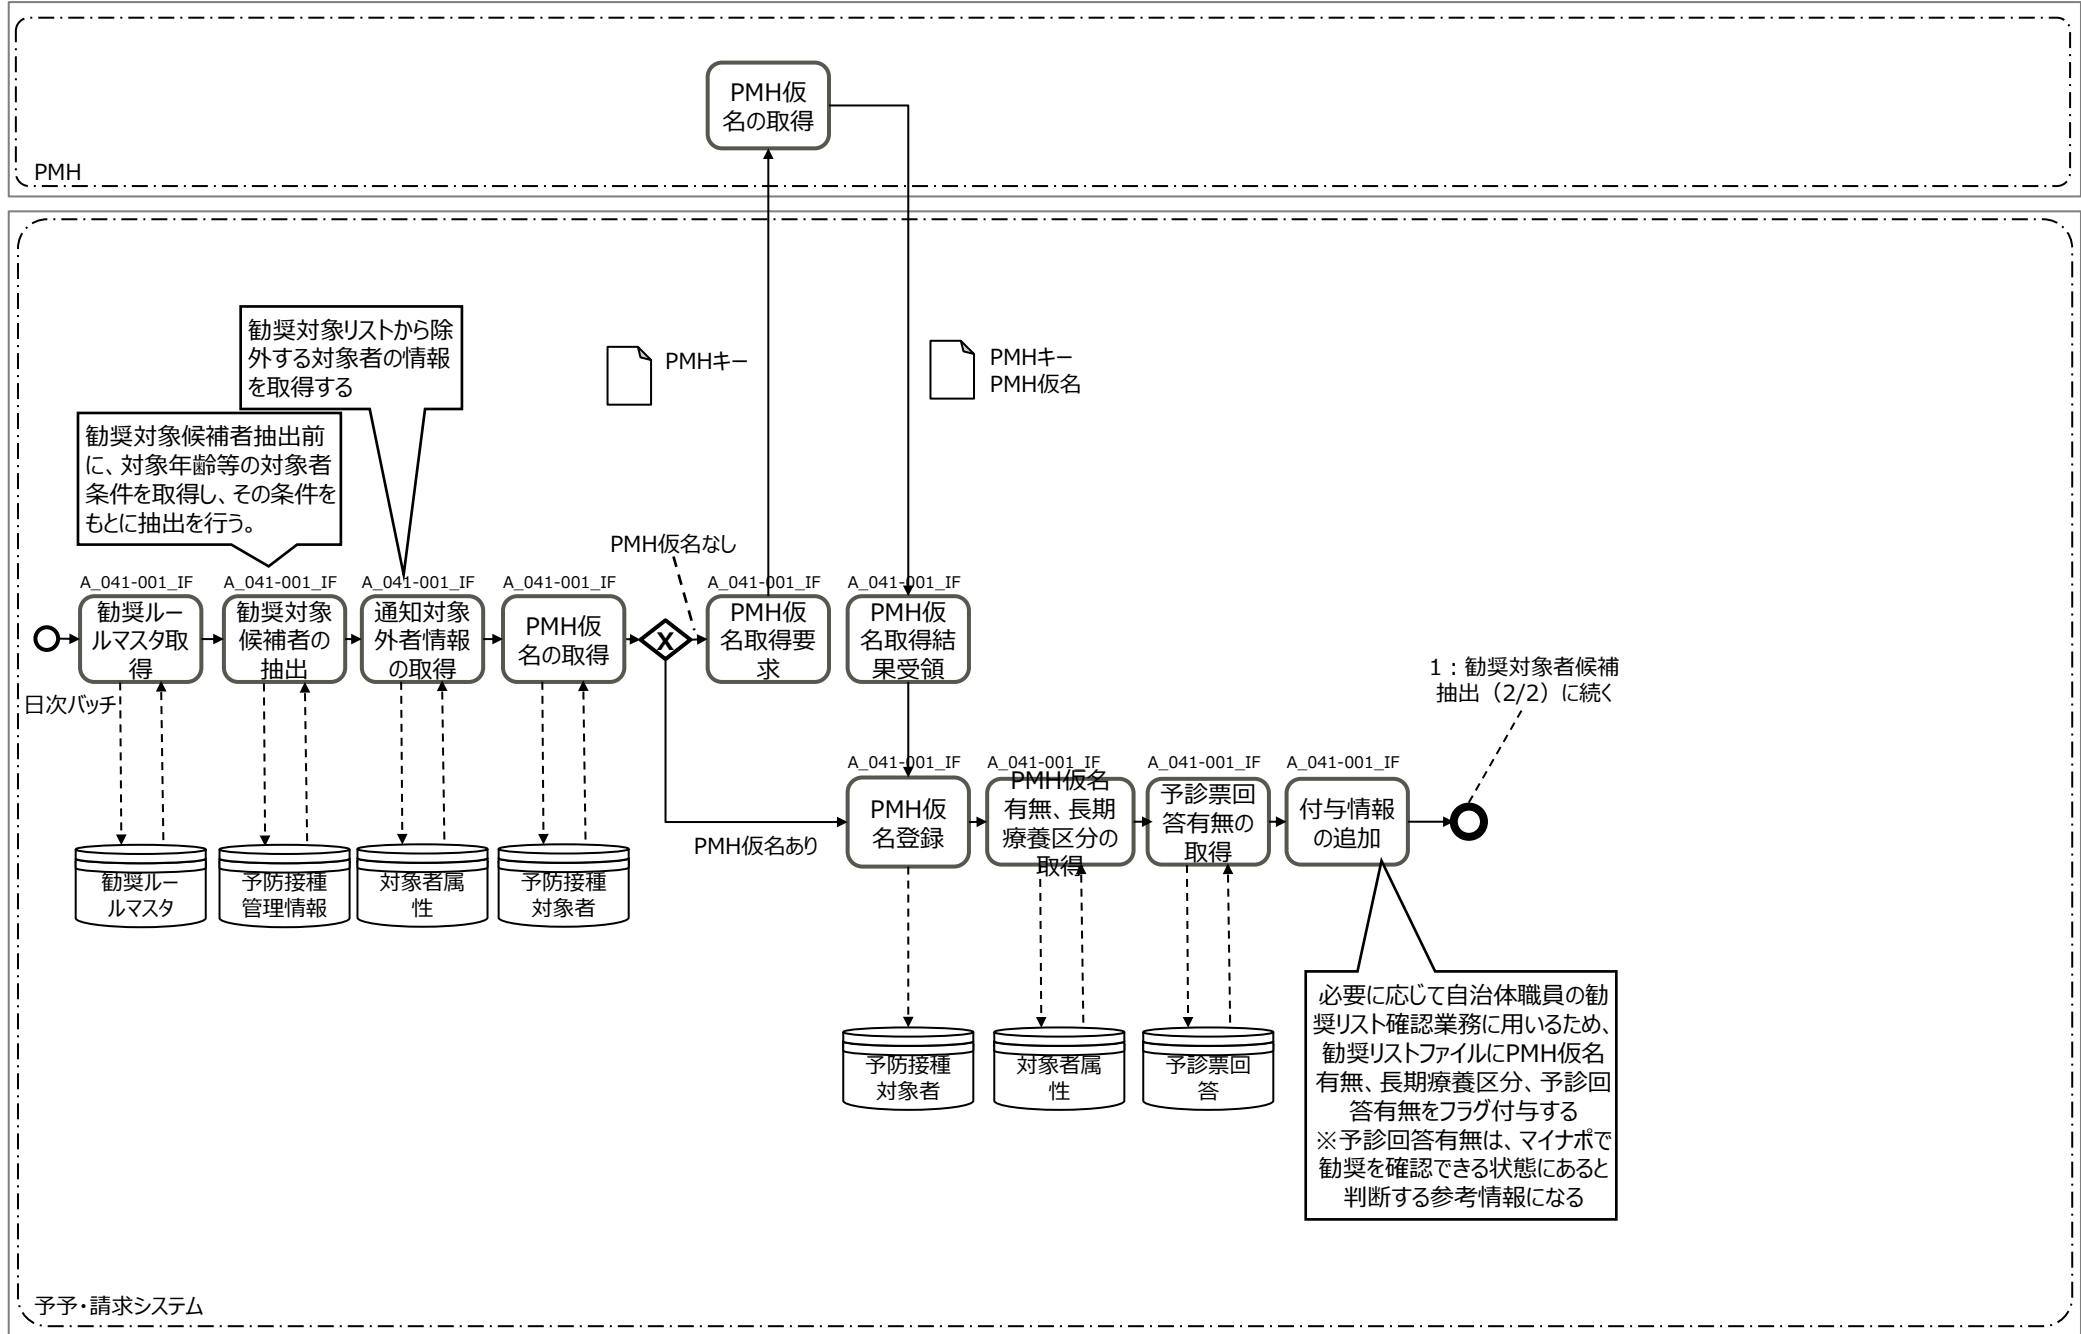 PMH仮
名の取得
PMH
勧奨対象リストから除
外する対象者の情報
を取得する
PMHキー
PMHキー
PMH仮名
勧奨対象候補者抽出前
に、対象年齢等の対象者
条件を取得し、その条件を
もとに抽出を行う。
PMH仮名なし
A_041-001_IF
勧奨ルー
ルマスタ取
得
A_041-001_IF
勧奨対象
候補者の
抽出
A_041-001_IF
通知対象
外者情報
の取得
A_041-001_IF
PMH仮
名の取得
X
A_041-001_IF
PMH仮
名取得要
求
A_041-001_IF
PMH仮
名取得結
果受領
日次バッチ
1：勧奨対象者候補
抽出（2/2）に続く
PMH仮名あり
A_041-001_IF
PMH仮
名登録
A_041-001_IF
PMH仮名
有無、長期
療養区分の
取得
A_041-001_IF
予診票回
答有無の
取得
A_041-001_IF
付与情報
の追加
勧奨ルー
ルマスタ
予防接種
管理情報
対象者属
性
予防接種
対象者
予防接種
対象者
対象者属
性
予診票回
答
必要に応じて自治体職員の勧
奨リスト確認業務に用いるため、
勧奨リストファイルにPMH仮名
有無、長期療養区分、予診回
答有無をフラグ付与する
※予診回答有無は、マイナポで
勧奨を確認できる状態にあると
判断する参考情報になる
予予・請求システム